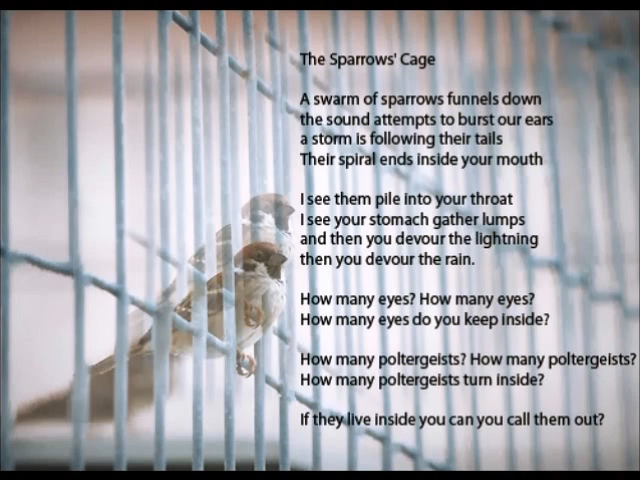 The Sparrows' Cage
A swarm of sparrows funnels down
the sound attempts to burst our ears
a storm is following their tails
Their spiral ends inside your mouth
I see them pile into your throat
I see your stomach gather lumps
and then you devour the lightning
then you devour the rain.
How many eyes? How many eyes?
How many eyes do you keep inside?
How many poltergeists? How many poltergeists?
How many poltergeists turn inside?
If they live inside you can you call them out?